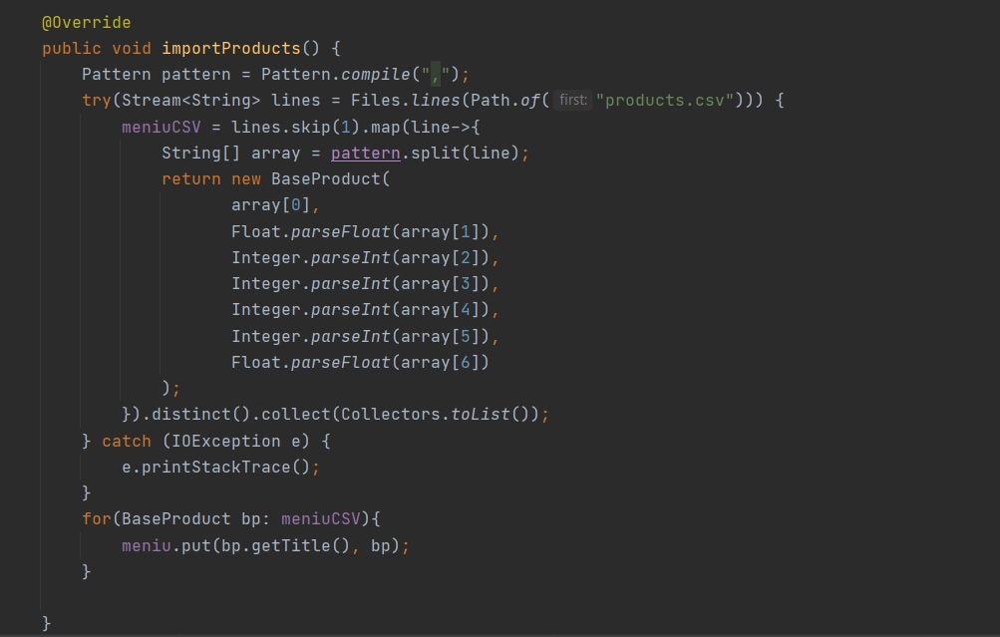 @Override
public void importProducts() {
    Pattern pattern = Pattern.compile(",");
    try(Stream<String> lines = Files.lines(Path.of( first: "products.csv"))) {
        meniuCSV = lines.skip(1).map(line->{
            String[] array = pattern.split(line);
            return new BaseProduct(
                    array[0],
                    Float.parseFloat(array[1]),
                    Integer.parseInt(array[2]),
                    Integer.parseInt(array[3]),
                    Integer.parseInt(array[4]),
                    Integer.parseInt(array[5]),
                    Float.parseFloat(array[6])
            );
        }).distinct().collect(Collectors.toList());
    } catch (IOException e) {
        e.printStackTrace();
    }
    for(BaseProduct bp: meniuCSV){
        meniu.put(bp.getTitle(), bp);
    }
}